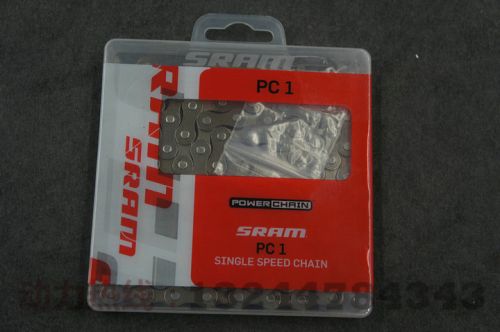 SRAM
PC 1
SRAM
SRAM
POWERCHAIN
SRAM
PC 1
SINGLE SPEED CHAIN